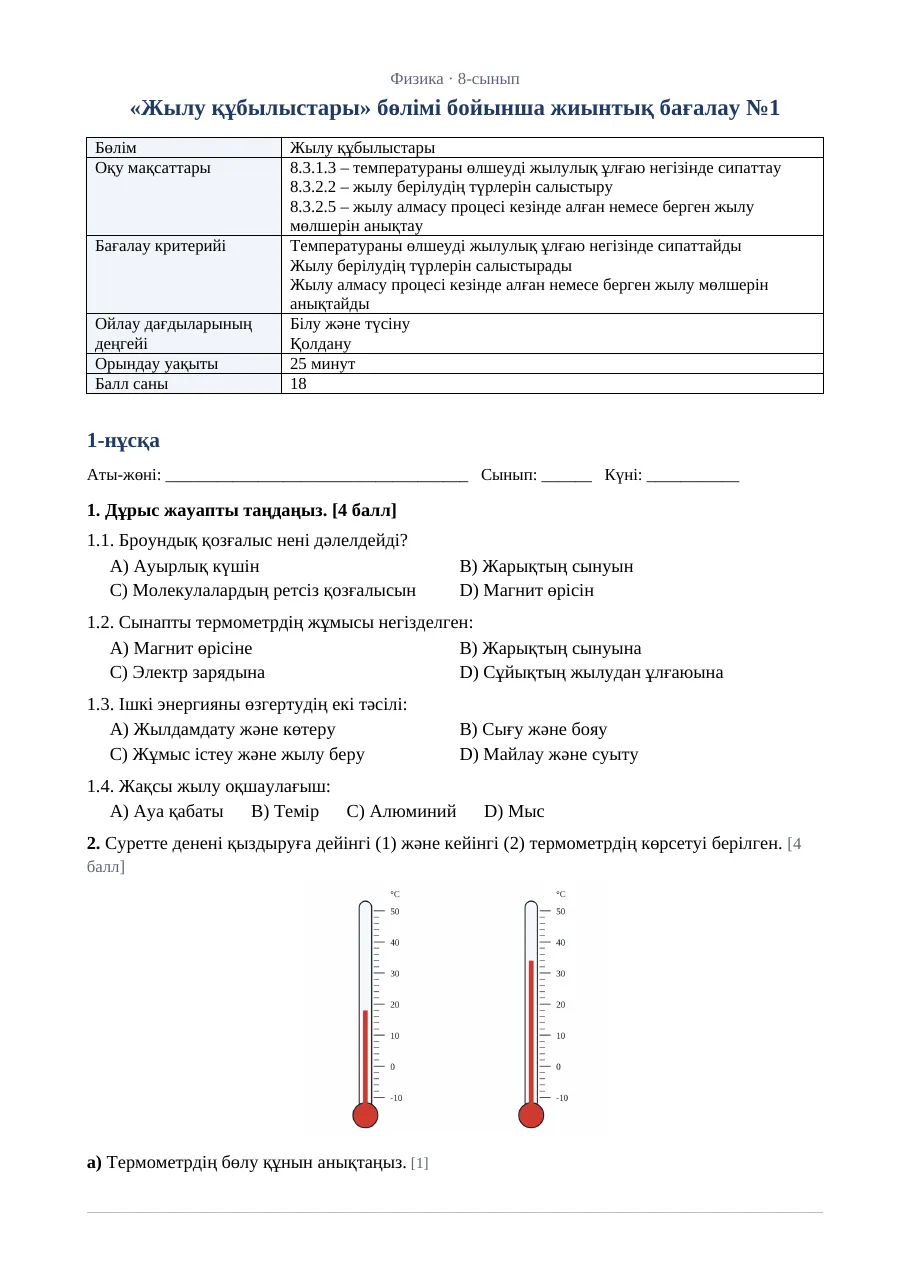 Физика · 8-сынып
«Жылу құбылыстары» бөлімі бойынша жиынтық бағалау №1
Бөлім Жылу құбылыстары
Оқу мақсаттары 8.3.1.3 – температураны өлшеуді жылулық ұлғаю негізінде сипаттау
8.3.2.2 – жылу берілудің түрлерін салыстыру
8.3.2.5 – жылу алмасу процесі кезінде алған немесе берген жылу
мөлшерін анықтау
Бағалау критерийі Температураны өлшеуді жылулық ұлғаю негізінде сипаттайды
Жылу берілудің түрлерін салыстырады
Жылу алмасу процесі кезінде алған немесе берген жылу мөлшерін
анықтайды
Ойлау дағдыларының Білу және түсіну
деңгейі Қолдану
Орындау уақыты 25 минут
Балл саны 18
1-нұсқа
Аты-жөні: ____________________________________ Сынып: ______ Күні: ___________
1. Дұрыс жауапты таңдаңыз. [4 балл]
1.1. Броундық қозғалыс нені дәлелдейді?
A) Ауырлық күшін B) Жарықтың сынуын
C) Молекулалардың ретсіз қозғалысын D) Магнит өрісін
1.2. Сынапты термометрдің жұмысы негізделген:
A) Магнит өрісіне B) Жарықтың сынуына
C) Электр зарядына D) Сұйықтың жылудан ұлғаюына
1.3. Ішкі энергияны өзгертудің екі тәсілі:
A) Жылдамдату және көтеру B) Сығу және бояу
C) Жұмыс істеу және жылу беру D) Майлау және суыту
1.4. Жақсы жылу оқшаулағыш:
A) Ауа қабаты B) Темір C) Алюминий D) Мыс
2. Суретте денені қыздыруға дейінгі (1) және кейінгі (2) термометрдің көрсетуі берілген. [4
балл]
°C °C
50 50
40 40
30 30
20 20
10 10
0 0
-10 -10
а) Термометрдің бөлу құнын анықтаңыз. [1]